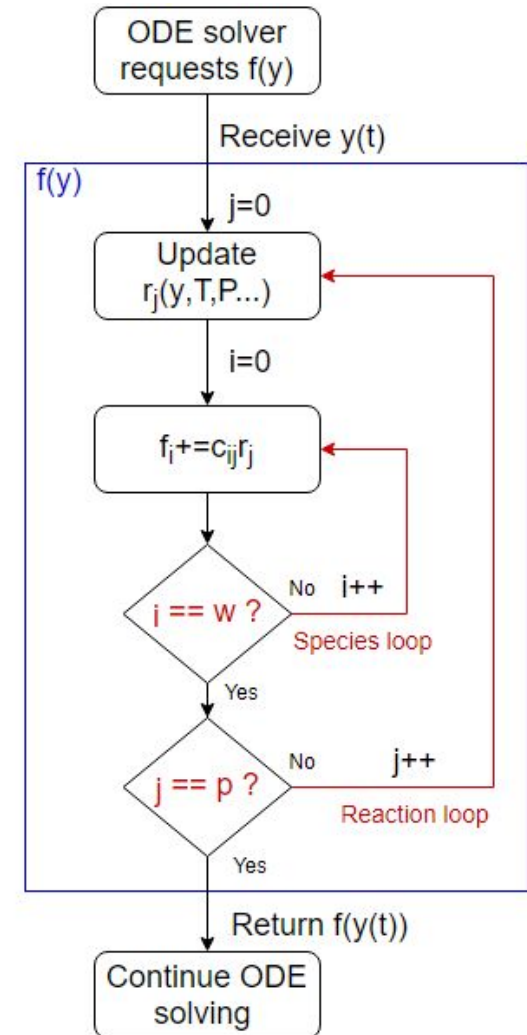 ODE solver
requests f(y)
Receive y(t)
f(y)
j=0
Update
rj(y,T,P...)
i=0
fi+=cijrj
i == w ?
No
i++
Species loop
Yes
j == p ?
No
j++
Reaction loop
Yes
Return f(y(t))
Continue ODE
solving